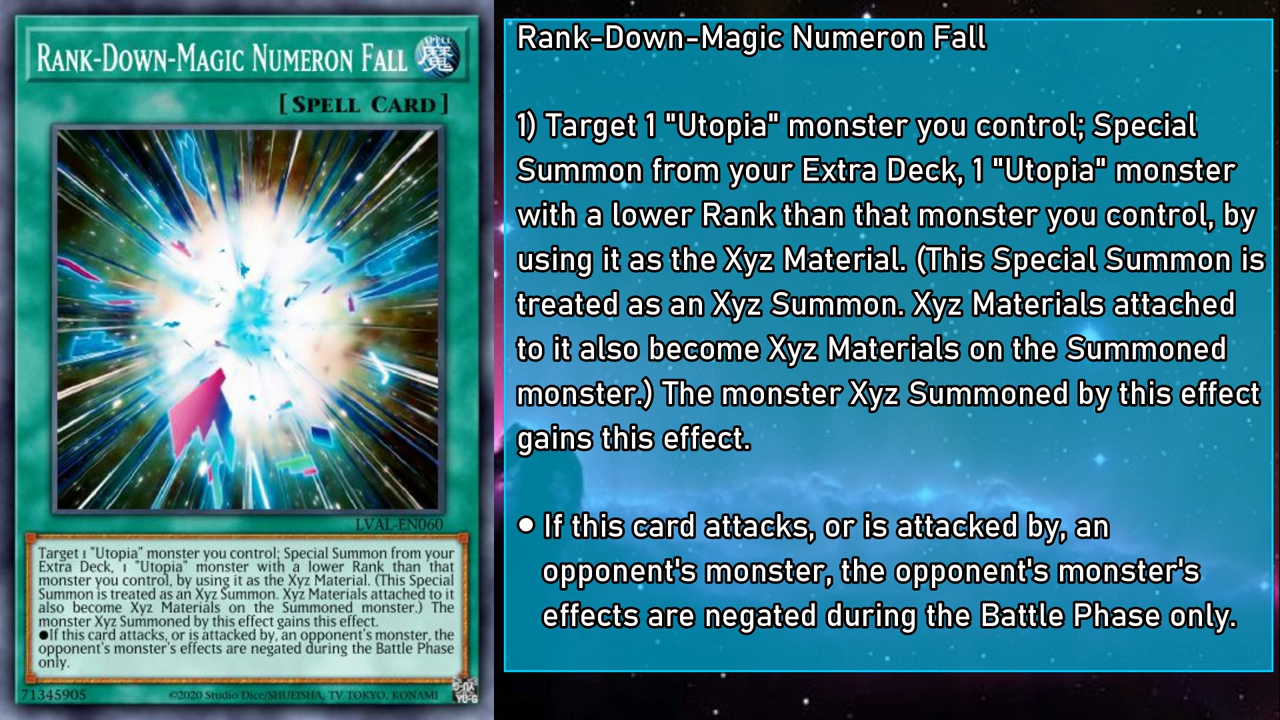 RANK-DOWN-MAGIC NUMERON FALL
SPELL
魔
[ SPELL CARD ]
LVAL-EN060
Target 1 "Utopia" monster you control; Special Summon from your
Extra Deck, 1 "Utopia" monster with a lower Rank than that
monster you control, by using it as the Xyz Material. (This Special
Summon is treated as an Xyz Summon. Xyz Materials attached to it
also become Xyz Materials on the Summoned monster.) The
monster Xyz Summoned by this effect gains this effect.
●If this card attacks, or is attacked by, an opponent's monster, the
opponent's monster's effects are negated during the Battle Phase
only.
71345905
©2020 Studio Dice/SHUEISHA, TV TOKYO, KONAMI
Rank-Down-Magic Numeron Fall
1) Target 1 "Utopia" monster you control; Special
Summon from your Extra Deck, 1 "Utopia" monster
with a lower Rank than that monster you control, by
using it as the Xyz Material. (This Special Summon is
treated as an Xyz Summon. Xyz Materials attached
to it also become Xyz Materials on the Summoned
monster.) The monster Xyz Summoned by this effect
gains this effect.
• If this card attacks, or is attacked by, an
opponent's monster, the opponent's monster's
effects are negated during the Battle Phase only.